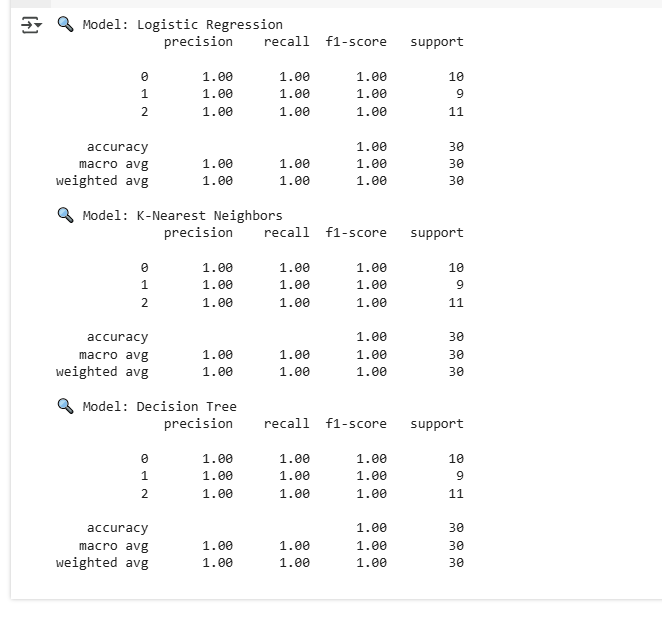 🔍 Model: Logistic Regression
precision recall f1-score support
0 1.00 1.00 1.00 10
1 1.00 1.00 1.00 9
2 1.00 1.00 1.00 11
accuracy 1.00 30
macro avg 1.00 1.00 1.00 30
weighted avg 1.00 1.00 1.00 30
🔍 Model: K-Nearest Neighbors
precision recall f1-score support
0 1.00 1.00 1.00 10
1 1.00 1.00 1.00 9
2 1.00 1.00 1.00 11
accuracy 1.00 30
macro avg 1.00 1.00 1.00 30
weighted avg 1.00 1.00 1.00 30
🔍 Model: Decision Tree
precision recall f1-score support
0 1.00 1.00 1.00 10
1 1.00 1.00 1.00 9
2 1.00 1.00 1.00 11
accuracy 1.00 30
macro avg 1.00 1.00 1.00 30
weighted avg 1.00 1.00 1.00 30